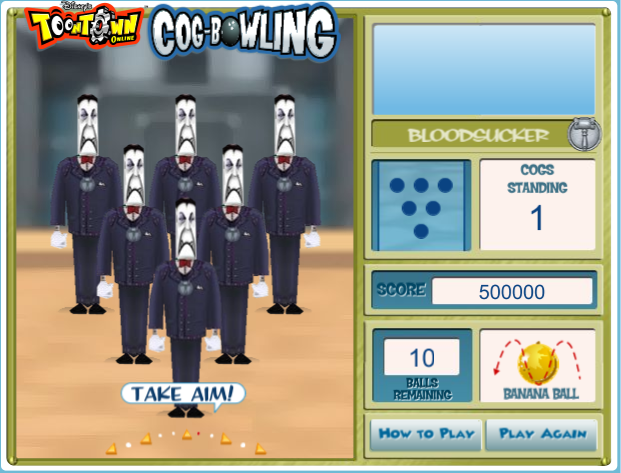 Disney's
TOONTOWN
ONLINE
COG-BOWLING
BLOODSUCKER
COGS
STANDING
1
SCORE 500000
10
BALLS
REMAINING
BANANA BALL
TAKE AIM!
HOW TO PLAY PLAY AGAIN